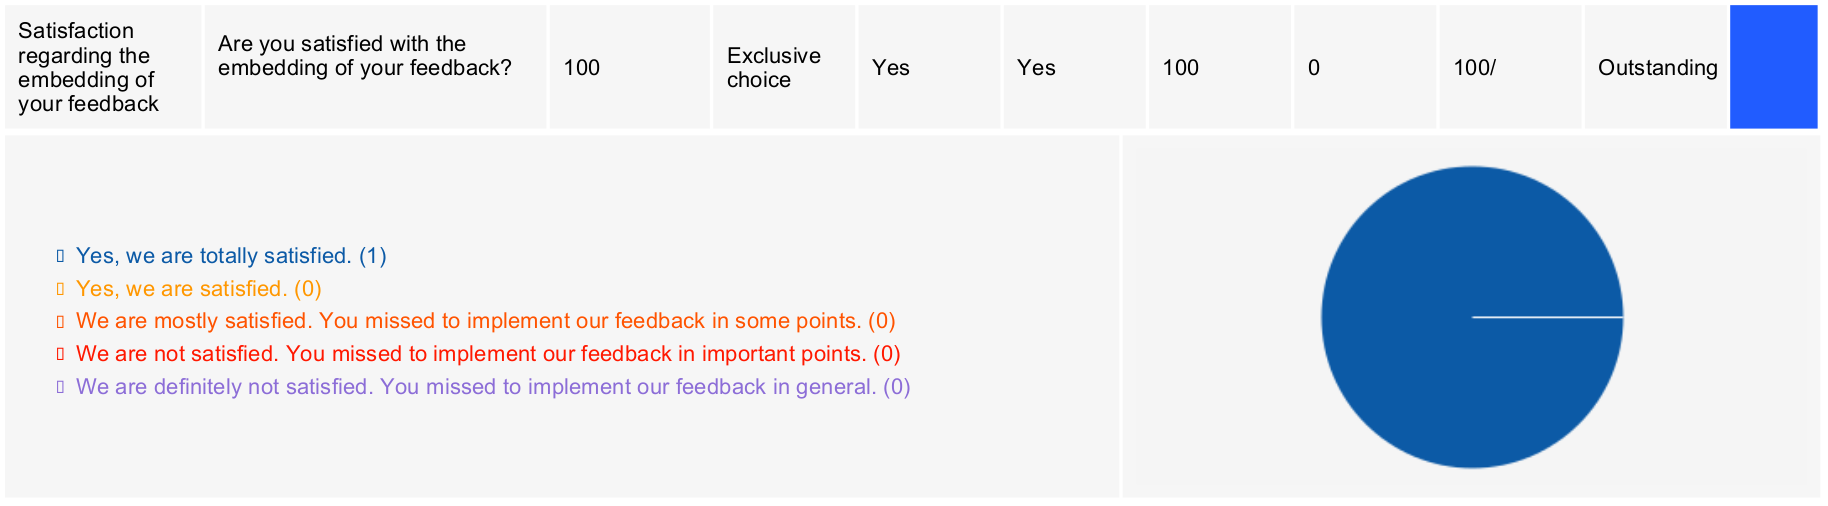 Satisfaction
regarding the
embedding of
your feedback
Are you satisfied with the
embedding of your feedback?
100
Exclusive
choice
Yes
Yes
100
0
100/
Outstanding
Yes, we are totally satisfied. (1)
Yes, we are satisfied. (0)
We are mostly satisfied. You missed to implement our feedback in some points. (0)
We are not satisfied. You missed to implement our feedback in important points. (0)
We are definitely not satisfied. You missed to implement our feedback in general. (0)